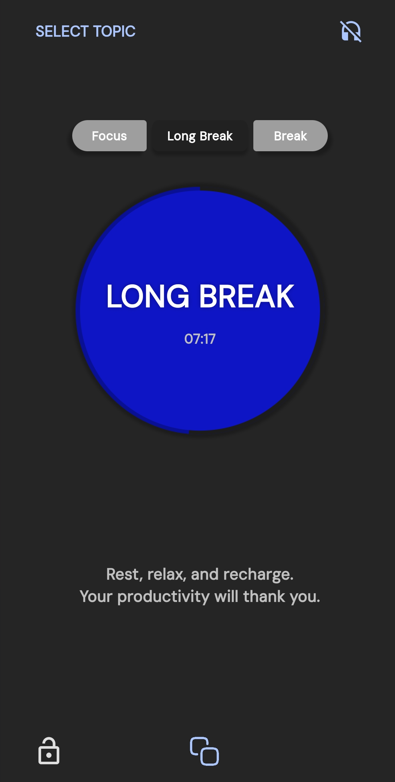 SELECT TOPIC
Focus
Long Break
Break
LONG BREAK
07:17
Rest, relax, and recharge.
Your productivity will thank you.